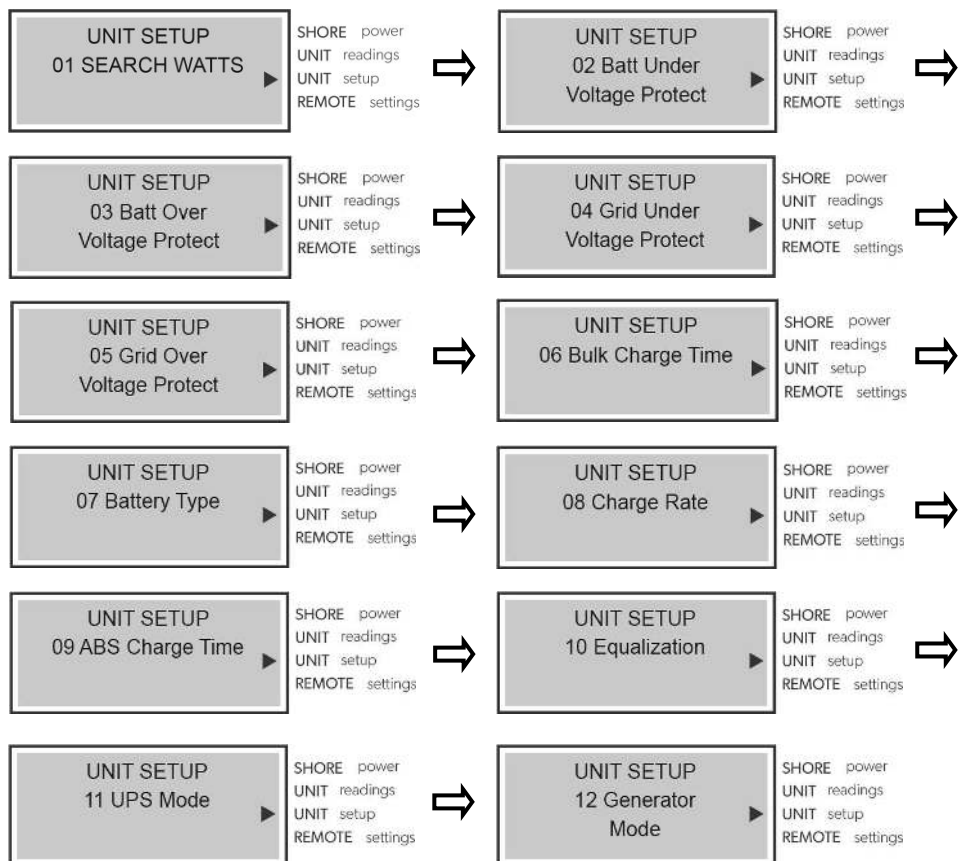 UNIT SETUP
01 SEARCH WATTS
SHORE power
UNIT readings
UNIT setup
REMOTE settings
UNIT SETUP
02 Batt Under
Voltage Protect
SHORE power
UNIT readings
UNIT setup
REMOTE settings
UNIT SETUP
03 Batt Over
Voltage Protect
SHORE power
UNIT readings
UNIT setup
REMOTE settings
UNIT SETUP
04 Grid Under
Voltage Protect
SHORE power
UNIT readings
UNIT setup
REMOTE settings
UNIT SETUP
05 Grid Over
Voltage Protect
SHORE power
UNIT readings
UNIT setup
REMOTE settings
UNIT SETUP
06 Bulk Charge Time
SHORE power
UNIT readings
UNIT setup
REMOTE settings
UNIT SETUP
07 Battery Type
SHORE power
UNIT readings
UNIT setup
REMOTE settings
UNIT SETUP
08 Charge Rate
SHORE power
UNIT readings
UNIT setup
REMOTE settings
UNIT SETUP
09 ABS Charge Time
SHORE power
UNIT readings
UNIT setup
REMOTE settings
UNIT SETUP
10 Equalization
SHORE power
UNIT readings
UNIT setup
REMOTE settings
UNIT SETUP
11 UPS Mode
SHORE power
UNIT readings
UNIT setup
REMOTE settings
UNIT SETUP
12 Generator
Mode
SHORE power
UNIT readings
UNIT setup
REMOTE settings